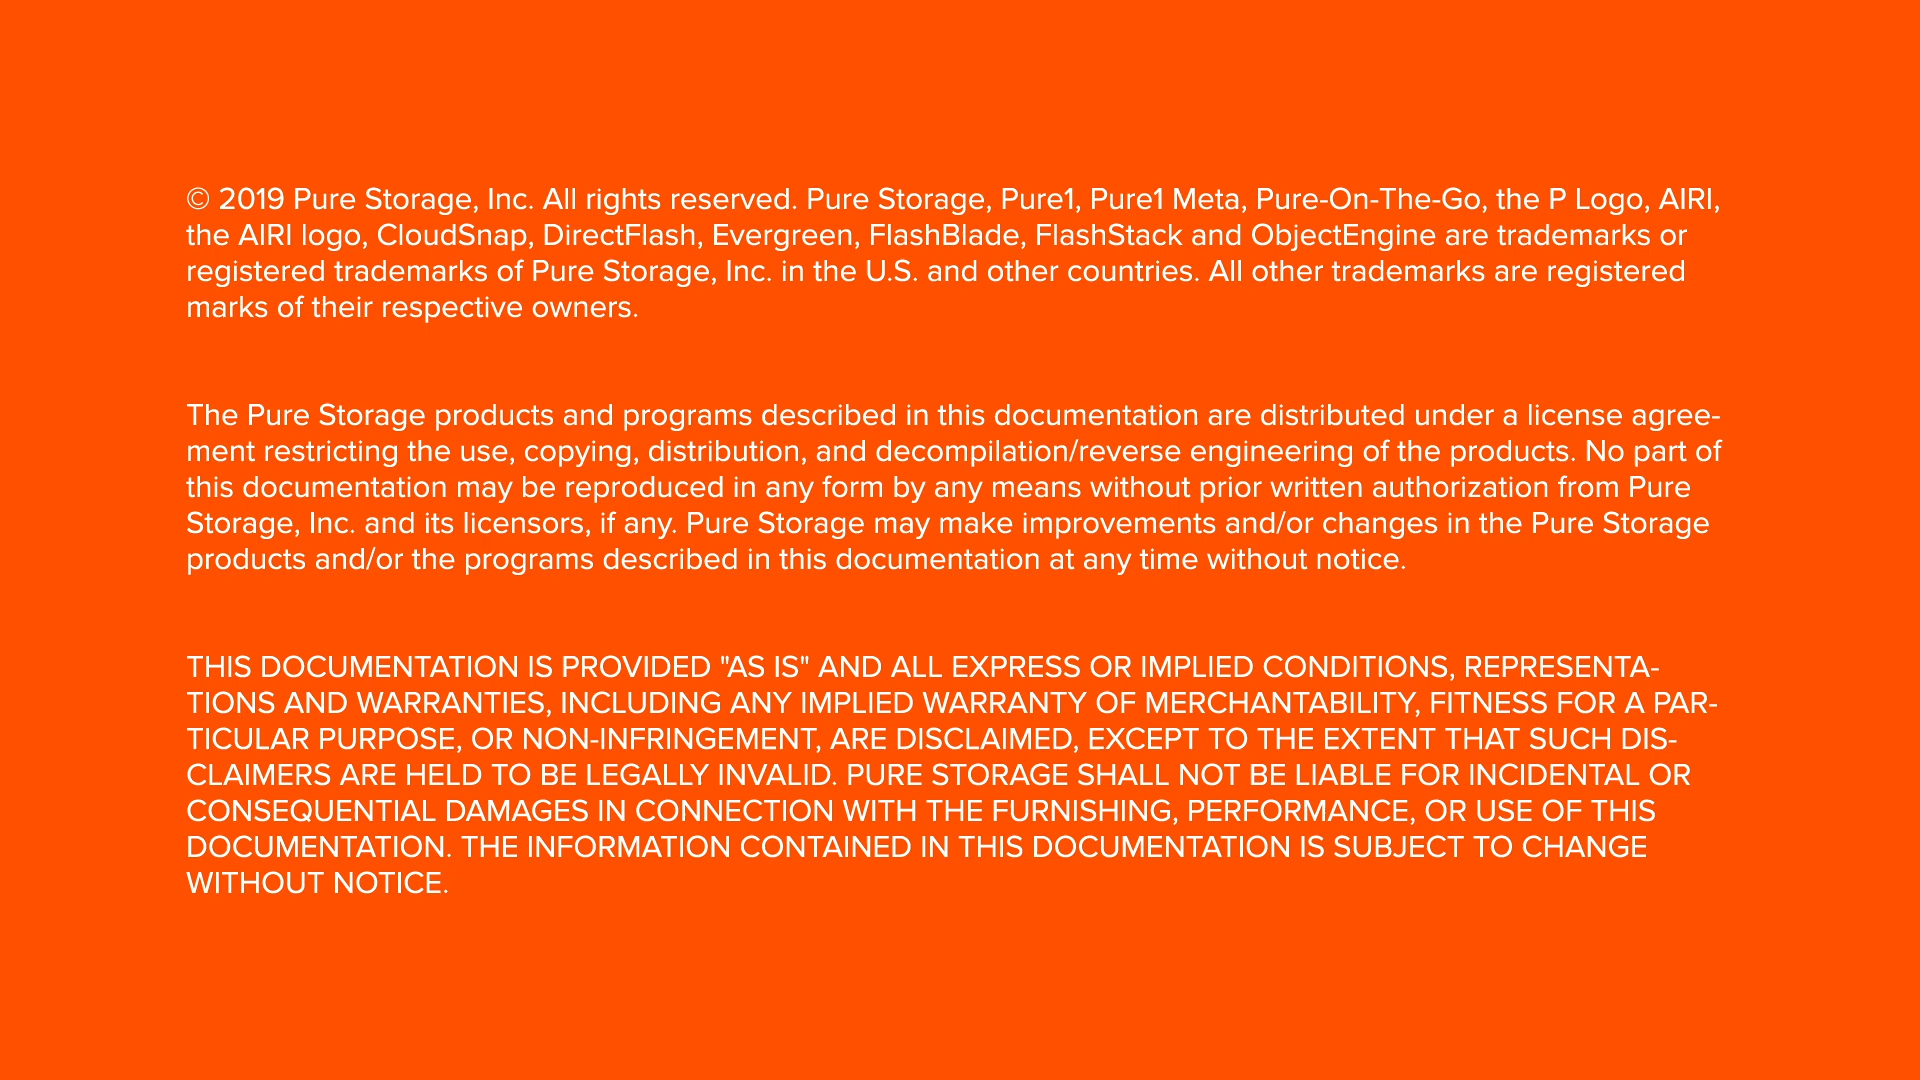 © 2019 Pure Storage, Inc. All rights reserved. Pure Storage, Pure1, Pure1 Meta, Pure-On-The-Go, the P Logo, AIRI,
the AIRI logo, CloudSnap, DirectFlash, Evergreen, FlashBlade, FlashStack and ObjectEngine are trademarks or
registered trademarks of Pure Storage, Inc. in the U.S. and other countries. All other trademarks are registered
marks of their respective owners.
The Pure Storage products and programs described in this documentation are distributed under a license agree-
ment restricting the use, copying, distribution, and decompilation/reverse engineering of the products. No part of
this documentation may be reproduced in any form by any means without prior written authorization from Pure
Storage, Inc. and its licensors, if any. Pure Storage may make improvements and/or changes in the Pure Storage
products and/or the programs described in this documentation at any time without notice.
THIS DOCUMENTATION IS PROVIDED "AS IS" AND ALL EXPRESS OR IMPLIED CONDITIONS, REPRESENTA-
TIONS AND WARRANTIES, INCLUDING ANY IMPLIED WARRANTY OF MERCHANTABILITY, FITNESS FOR A PAR-
TICULAR PURPOSE, OR NON-INFRINGEMENT, ARE DISCLAIMED, EXCEPT TO THE EXTENT THAT SUCH DIS-
CLAIMERS ARE HELD TO BE LEGALLY INVALID. PURE STORAGE SHALL NOT BE LIABLE FOR INCIDENTAL OR
CONSEQUENTIAL DAMAGES IN CONNECTION WITH THE FURNISHING, PERFORMANCE, OR USE OF THIS
DOCUMENTATION. THE INFORMATION CONTAINED IN THIS DOCUMENTATION IS SUBJECT TO CHANGE
WITHOUT NOTICE.